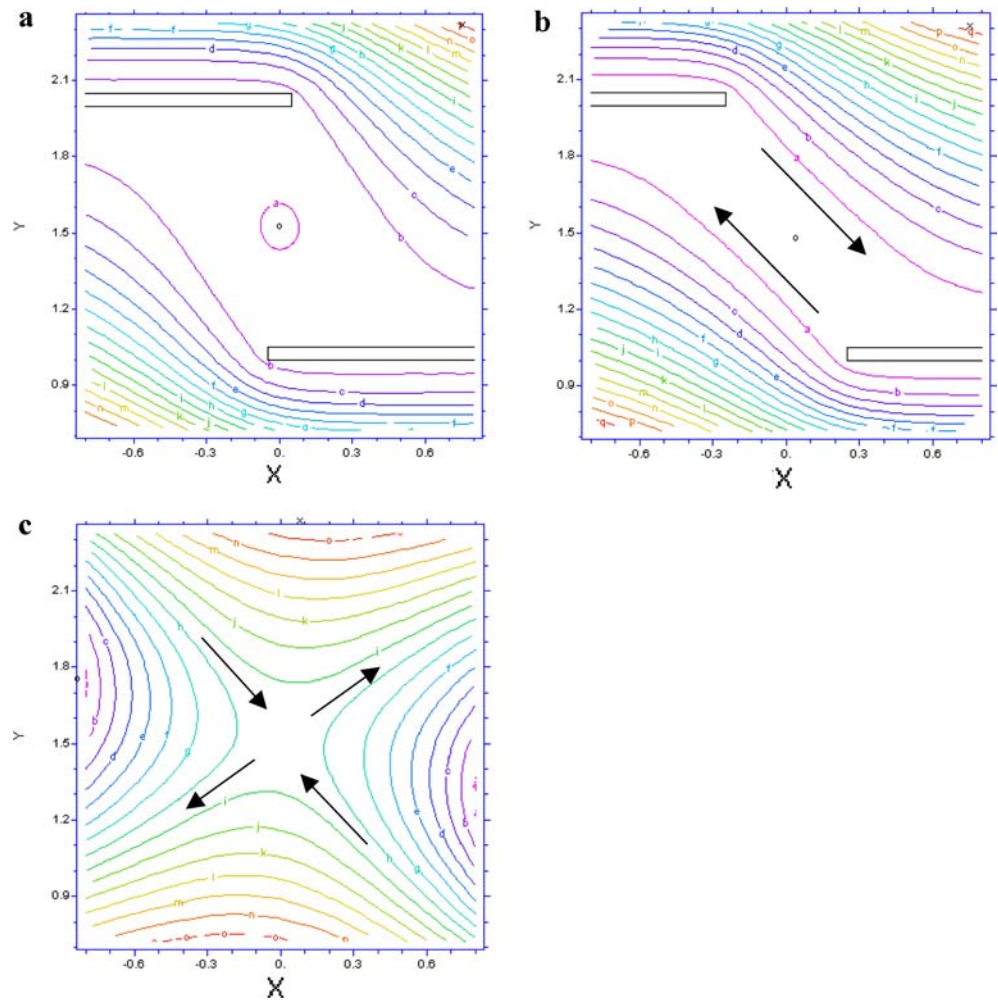 a
f f g
d g h i j k l m n o
2.1
i
1.8
e
a c
Y 1.5
b
1.2
b
c
0.9 l m n k j i h g f e d g f
-0.6 -0.3 0. 0.3 0.6
X
b
g l m p q
d h k n o
2.1 e i j
b f
1.8 a
c
Y 1.5
1.2
c
d a
j i h g f e
0.9 k b
o n m l
q p f f
-0.6 -0.3 0. 0.3 0.6
X
c
n o
m
2.1 l
k
c h j i
1.8 f
b e
Y 1.5 d f g c
e b
1.2 i d
j h
k g
0.9 l
m n
o o o n
-0.6 -0.3 0. 0.3 0.6
X